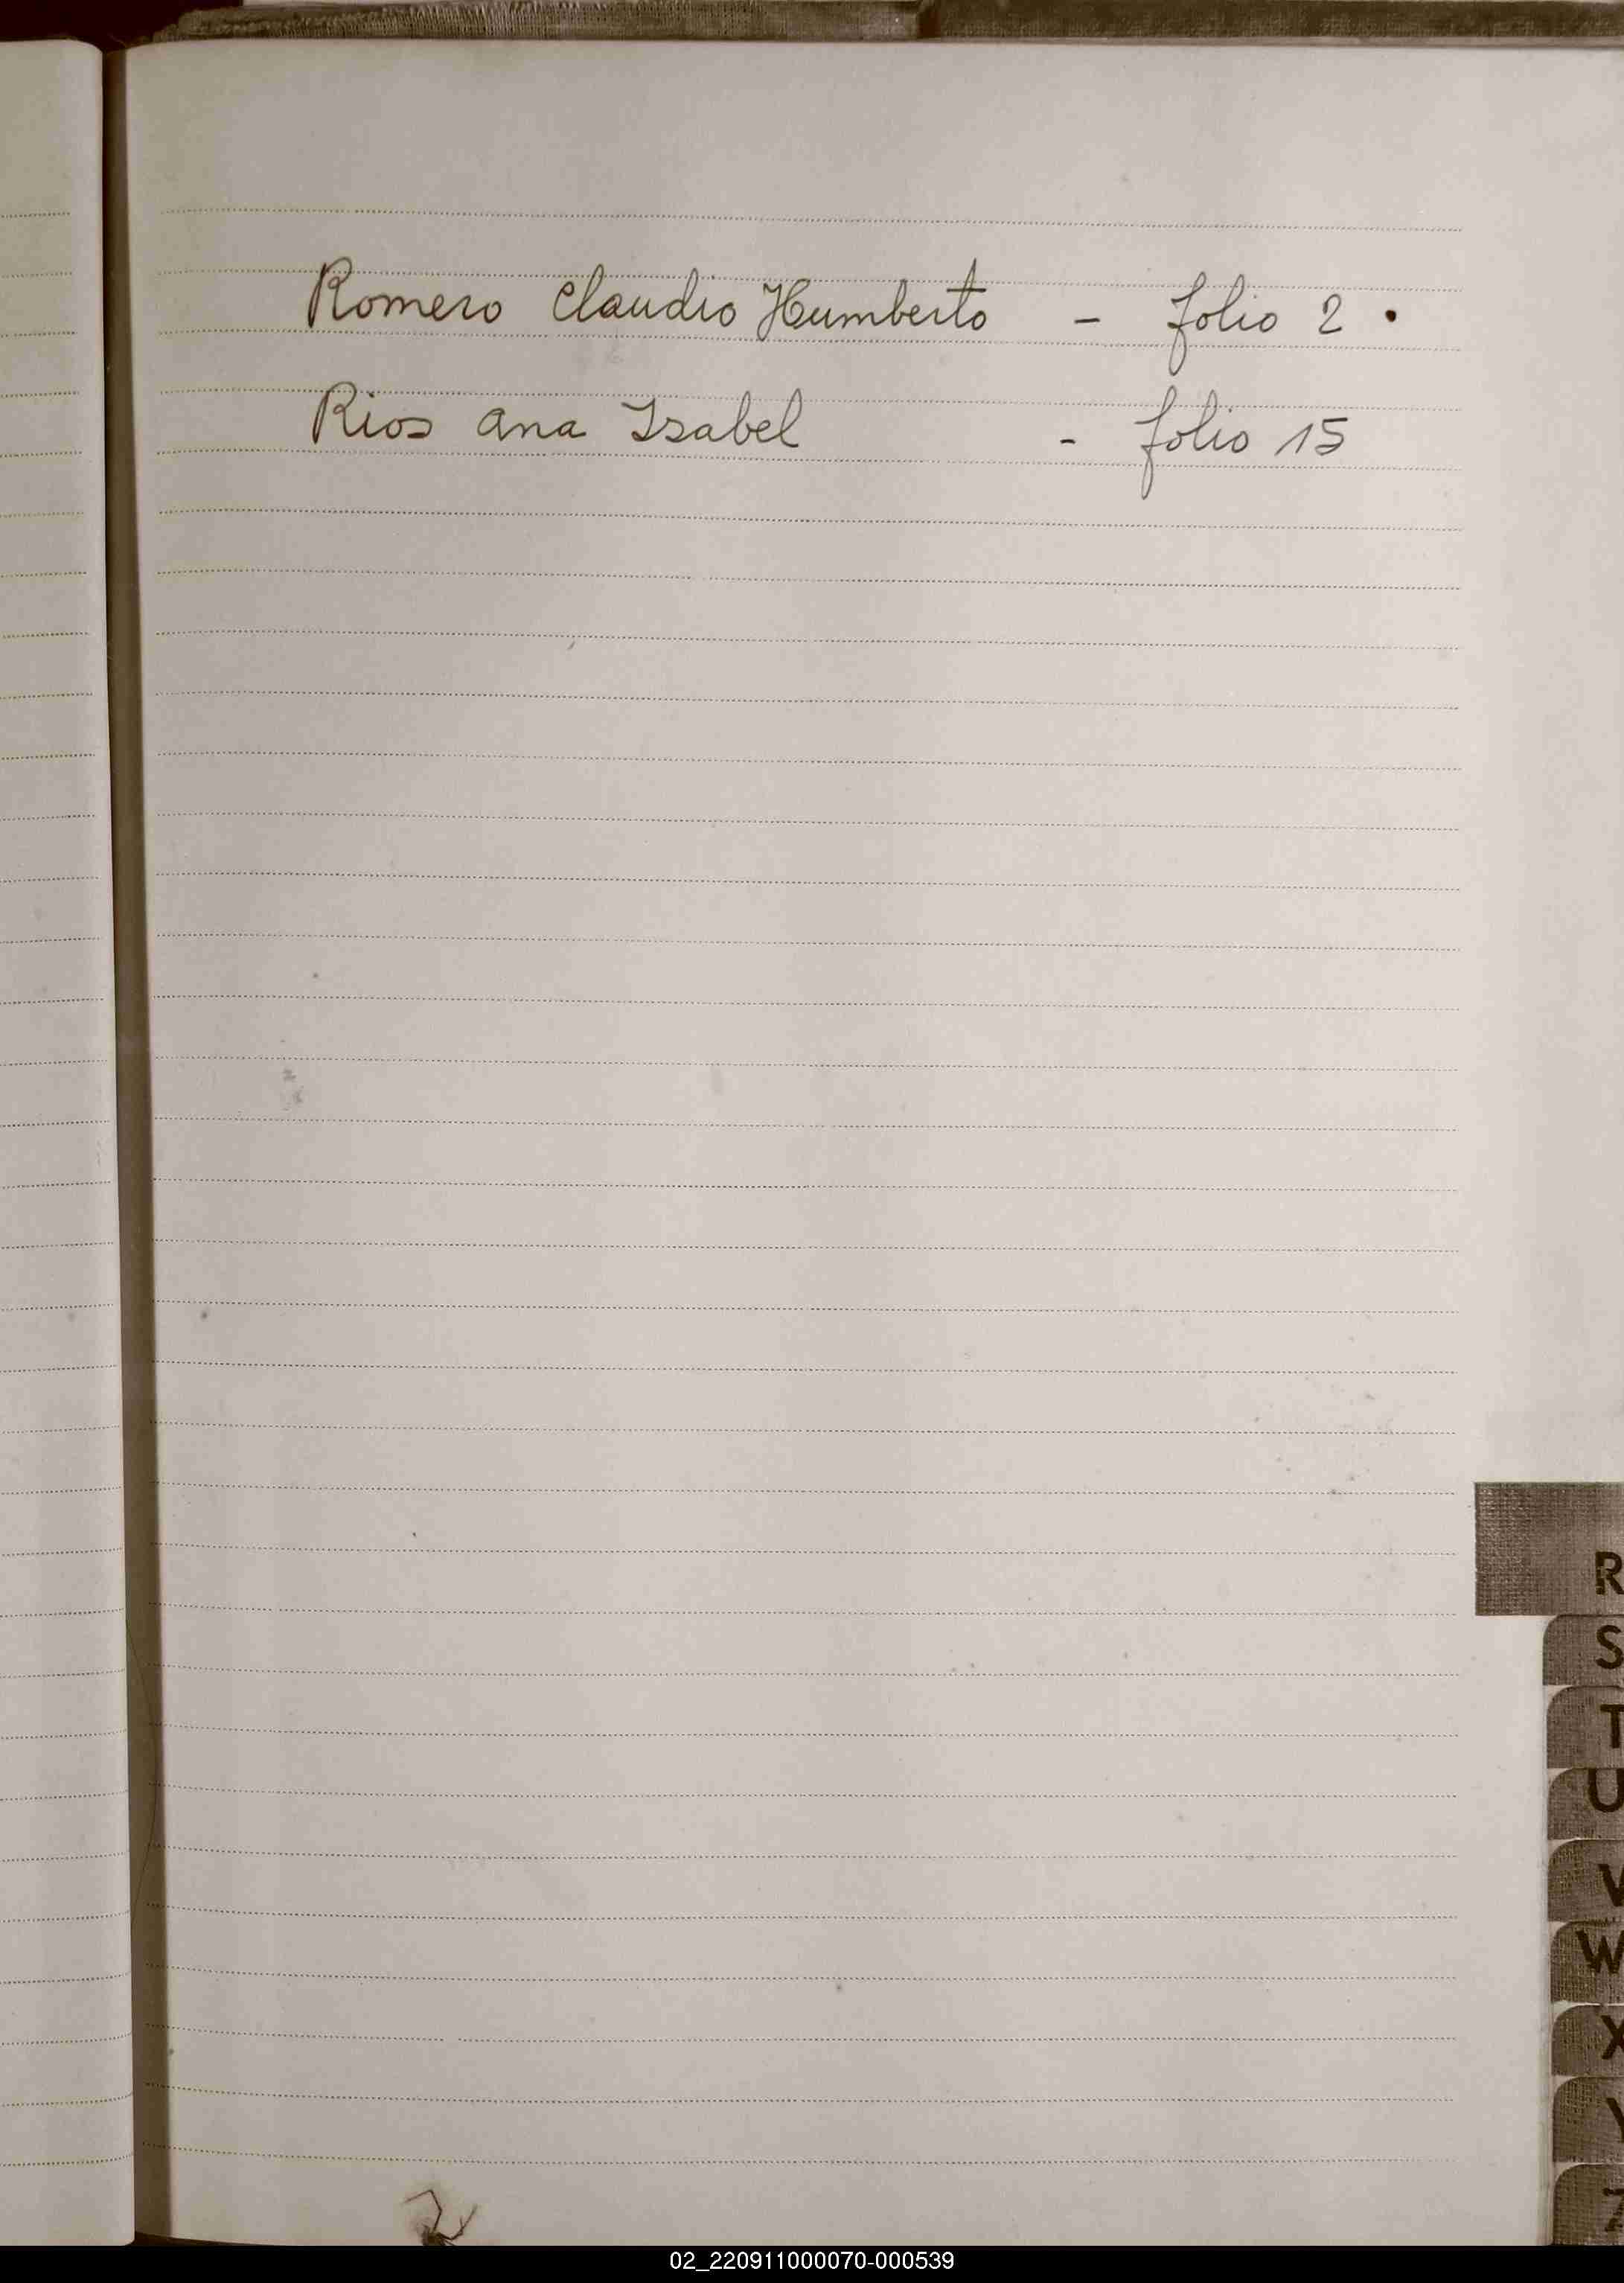 Romero Claudio Humberto - folio 2.
Rios Ana Isabel - folio 15
R
S
T
U
V
W
X
Y
Z
02_220911000070-000539